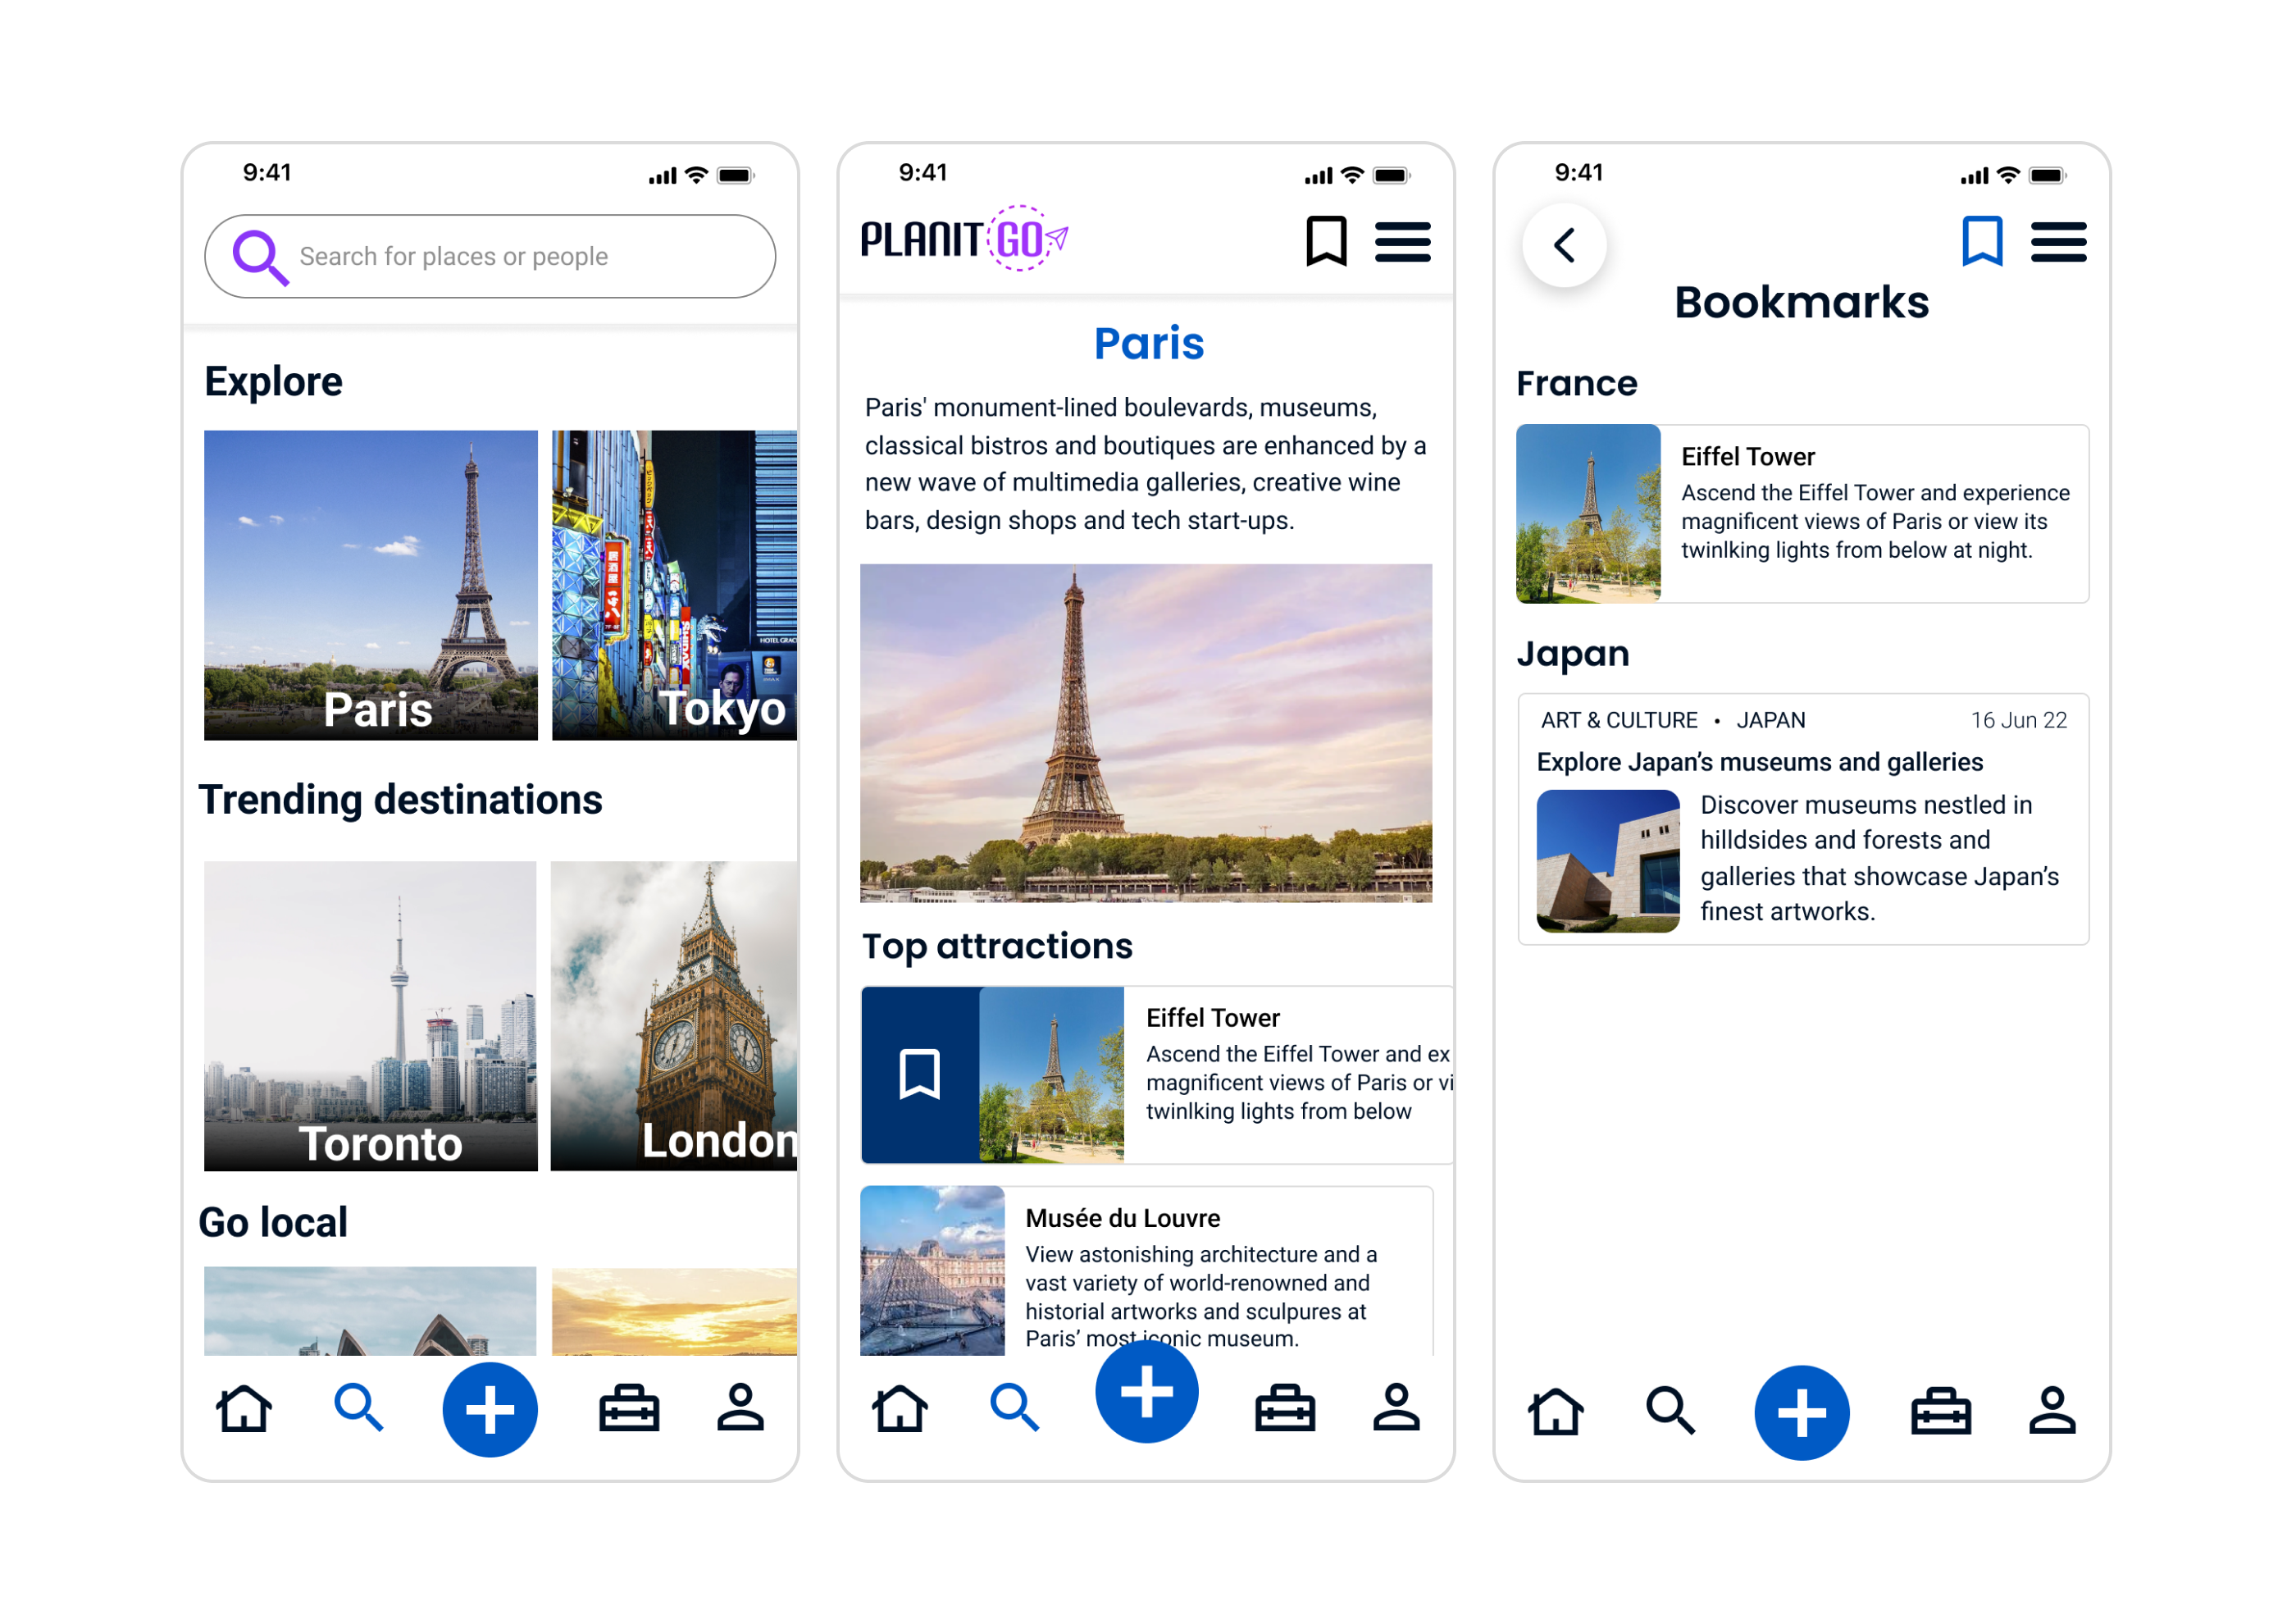 9:41
Search for places or people
Explore
Paris
Tokyo
Trending destinations
Toronto
London
Go local
9:41
PLANIT GO
Paris
Paris' monument-lined boulevards, museums,
classical bistros and boutiques are enhanced by a
new wave of multimedia galleries, creative wine
bars, design shops and tech start-ups.
Top attractions
Eiffel Tower
Ascend the Eiffel Tower and ex
magnificent views of Paris or vi
twinlking lights from below
Musée du Louvre
View astonishing architecture and a
vast variety of world-renowned and
historial artworks and sculpures at
Paris’ most iconic museum.
9:41
Bookmarks
France
Eiffel Tower
Ascend the Eiffel Tower and experience
magnificent views of Paris or view its
twinlking lights from below at night.
Japan
ART & CULTURE • JAPAN
16 Jun 22
Explore Japan’s museums and galleries
Discover museums nestled in
hilldsides and forests and
galleries that showcase Japan’s
finest artworks.